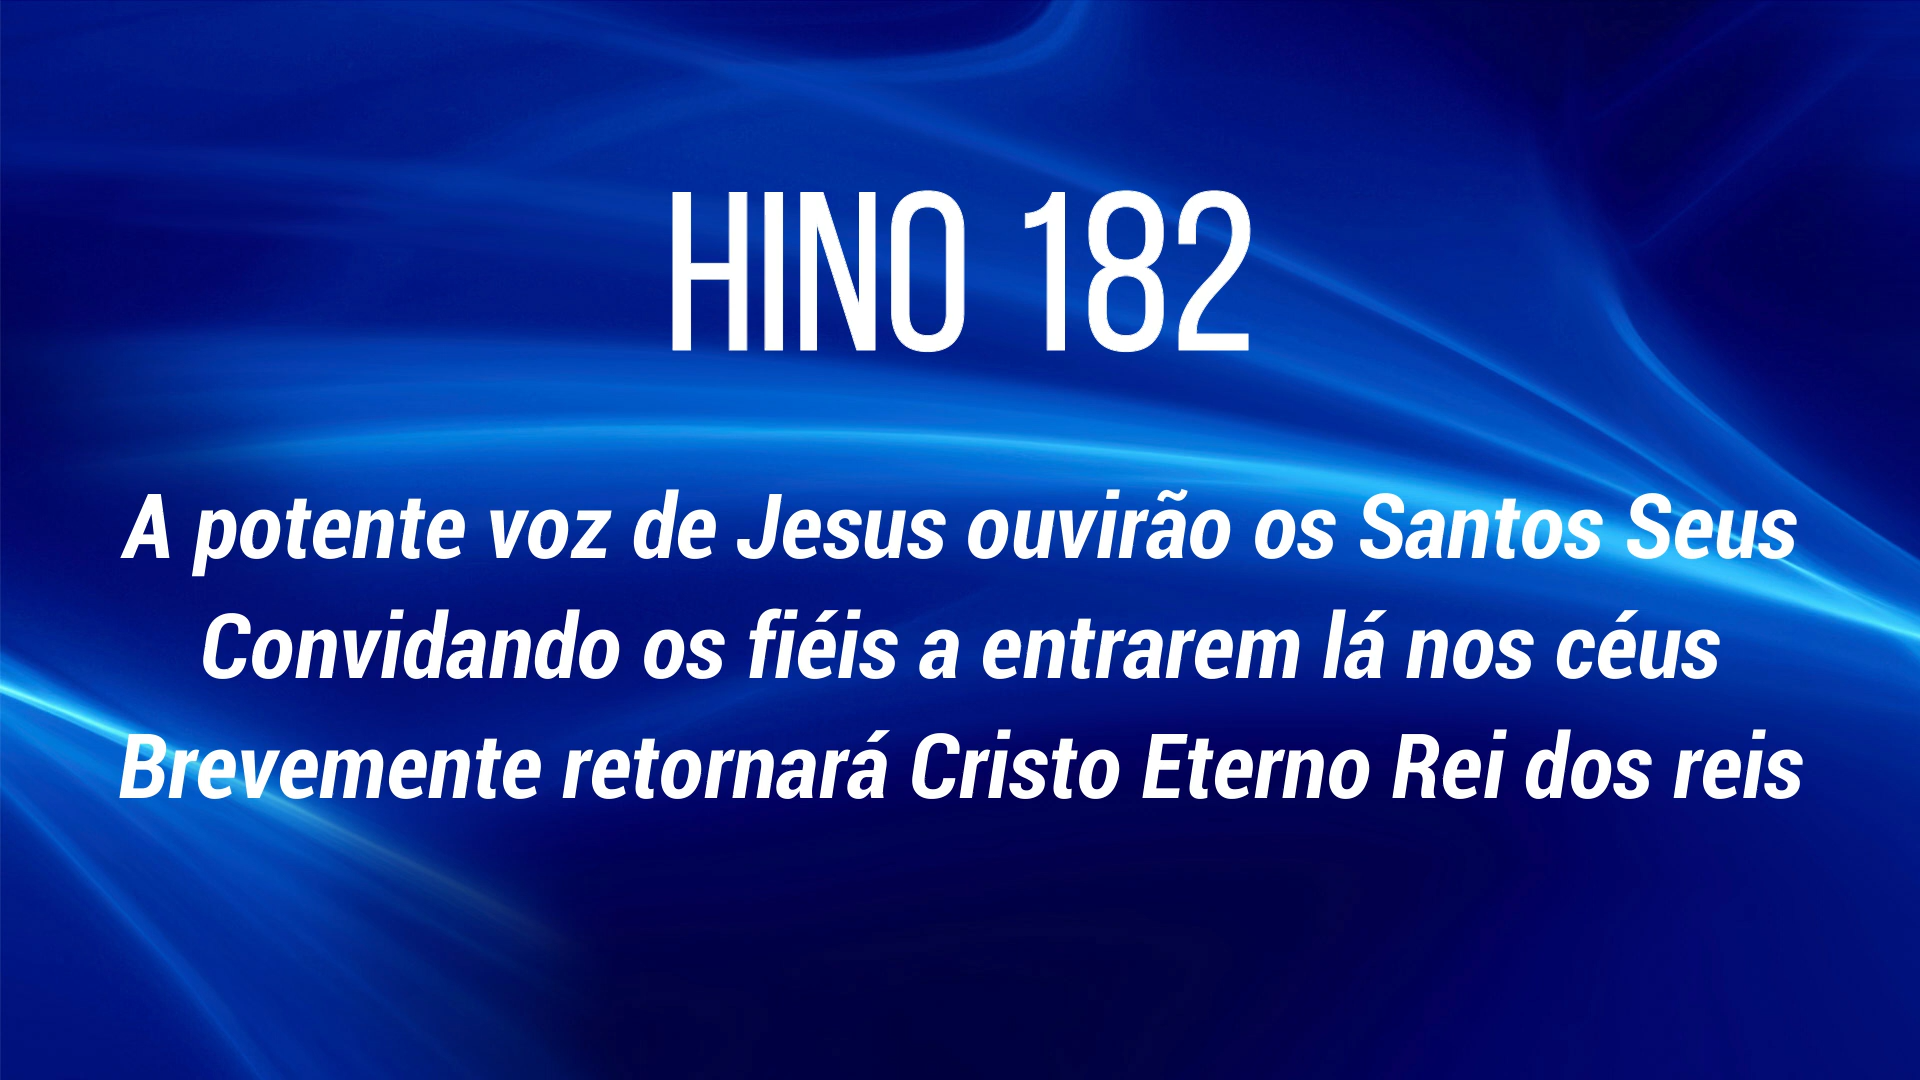 HINO 182
A potente voz de Jesus ouvirão os Santos Seus
Convidando os fiéis a entrarem lá nos céus
Brevemente retornará Cristo Eterno Rei dos reis